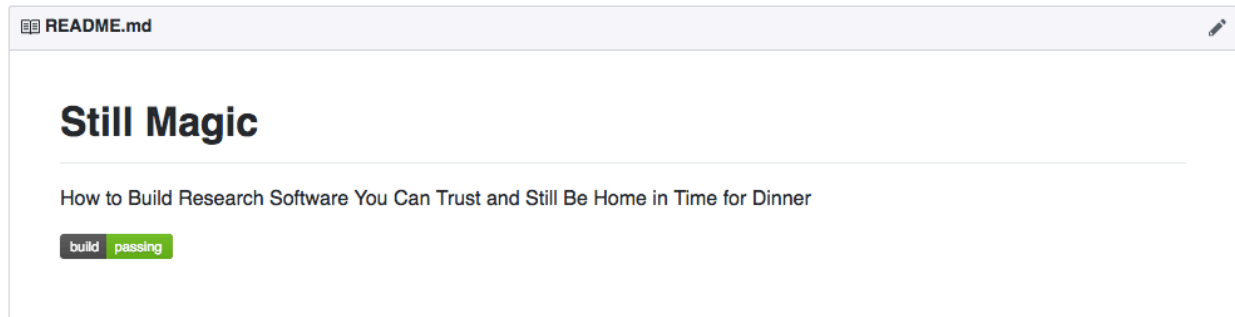 README.md
Still Magic
How to Build Research Software You Can Trust and Still Be Home in Time for Dinner
build passing